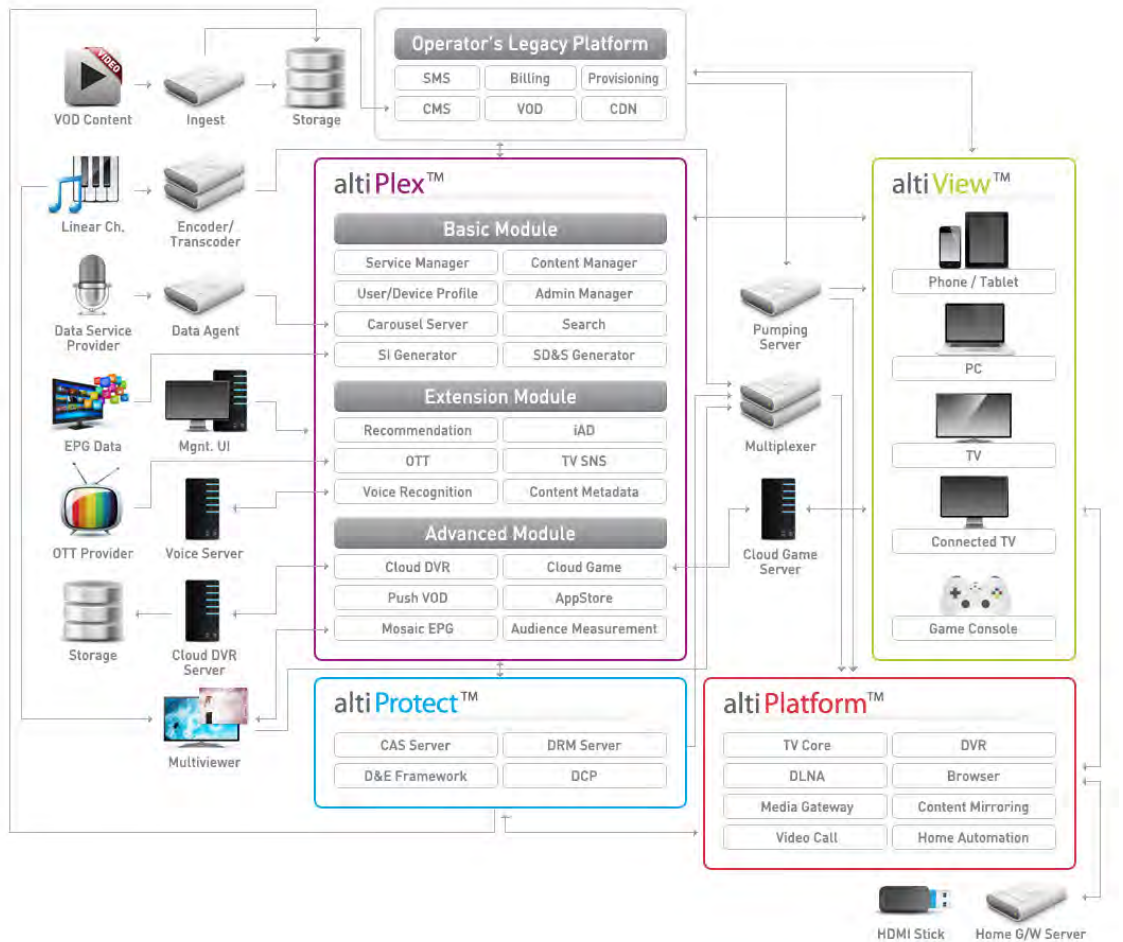 Operator's Legacy Platform
SMS
Billing
Provisioning
CMS
VOD
CDN
VIDEO
VOD Content
Ingest
Storage
altiPlex™
altiView™
Linear Ch.
Encoder/
Transcoder
Basic Module
Service Manager
Content Manager
User/Device Profile
Admin Manager
Carousel Server
Search
SI Generator
SD&S Generator
Data Service
Provider
Data Agent
Phone / Tablet
Pumping
Server
PC
EPG Data
Mgnt. UI
Extension Module
Recommendation
iAD
OTT
TV SNS
Voice Recognition
Content Metadata
Multiplexer
TV
OTT Provider
Voice Server
Advanced Module
Cloud DVR
Cloud Game
Push VOD
AppStore
Mosaic EPG
Audience Measurement
Cloud Game
Server
Connected TV
Game Console
Storage
Cloud DVR
Server
Multiviewer
altiProtect™
CAS Server
DRM Server
D&E Framework
DCP
altiPlatform™
TV Core
DVR
DLNA
Browser
Media Gateway
Content Mirroring
Video Call
Home Automation
HDMI Stick
Home G/W Server